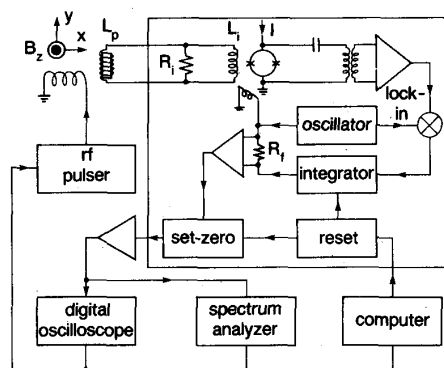 y
x
B_z
L_p
R_i
L_i
I
lock-
in
oscillator
R_f
integrator
rf
pulser
set-zero
reset
digital
oscilloscope
spectrum
analyzer
computer